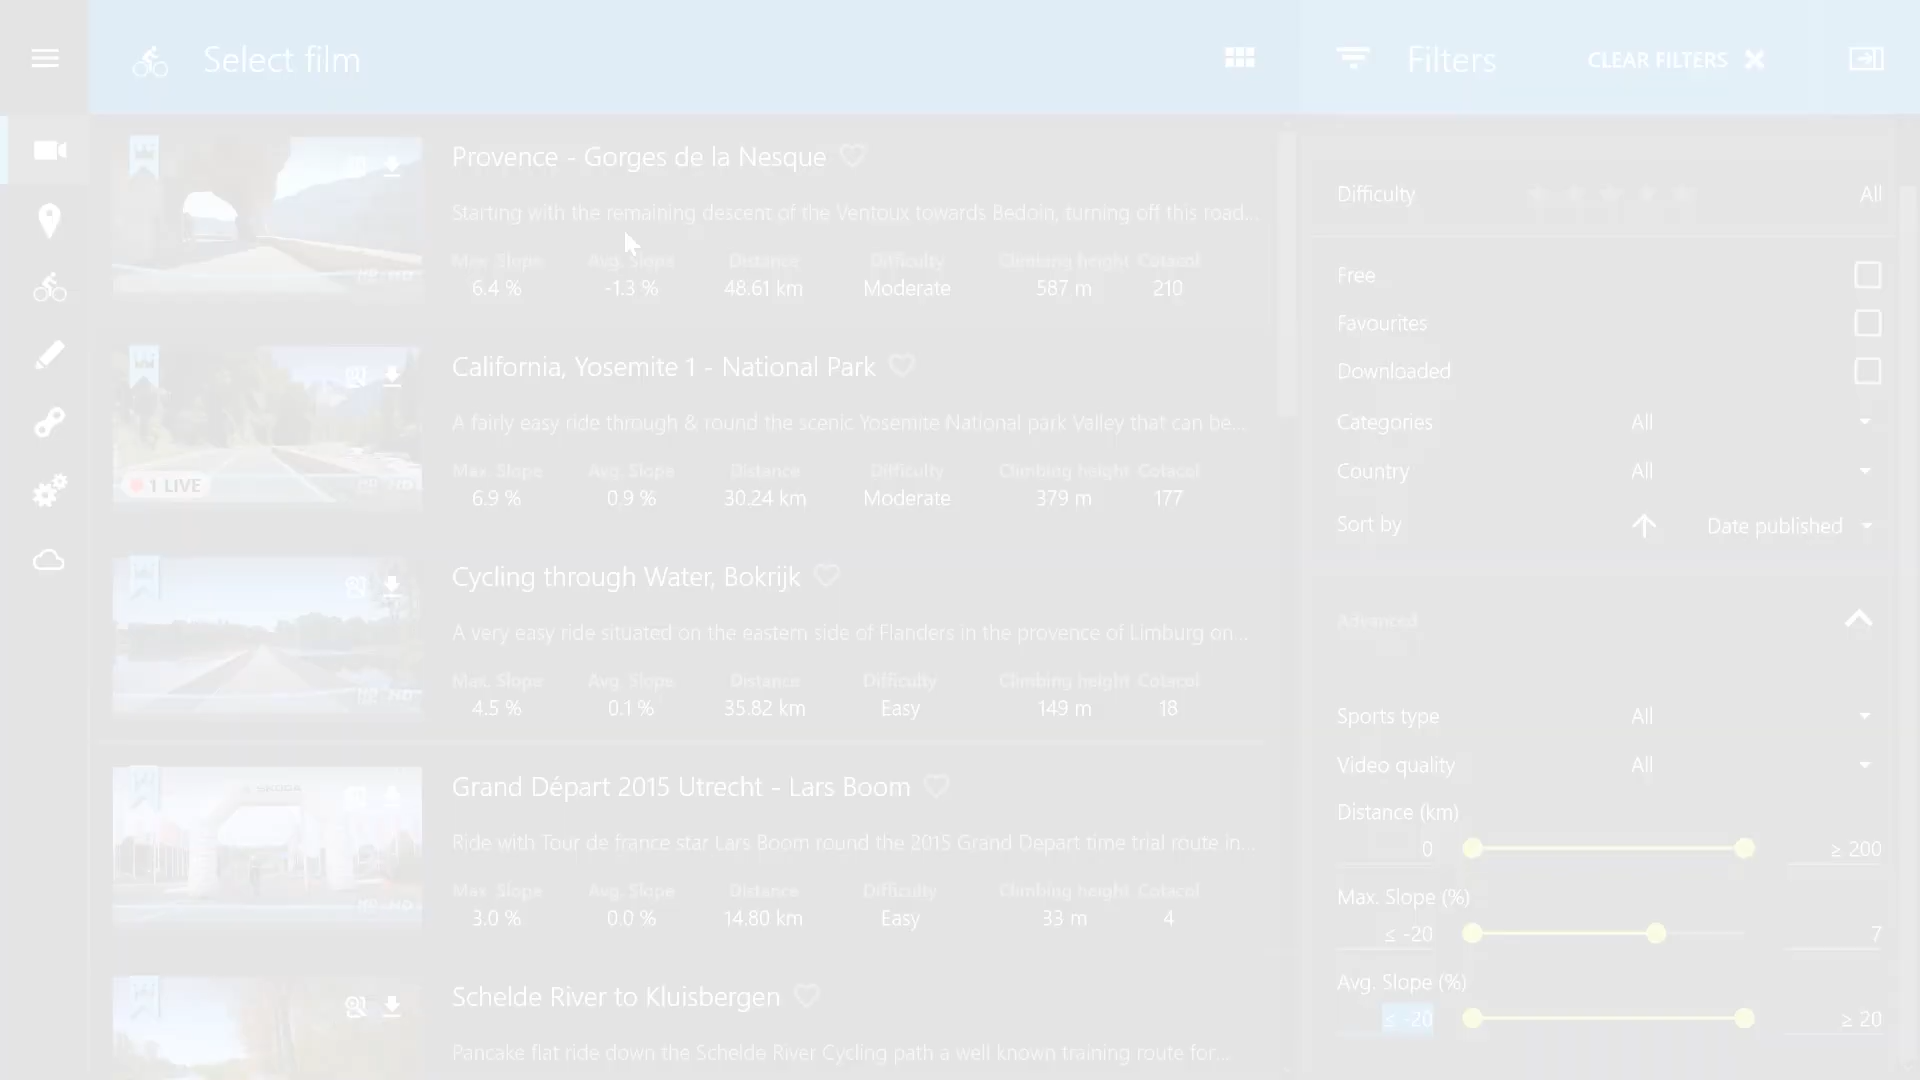 Select film
Filters
CLEAR FILTERS
Provence - Gorges de la Nesque
Starting with the remaining descent of the Ventoux towards Bedoin, turning off this road...
Max. Slope Avg. Slope Distance Difficulty Climbing height Cotacol
6.4 % -1.3 % 48.61 km Moderate 587 m 210
California, Yosemite 1 - National Park
A fairly easy ride through & round the scenic Yosemite National park Valley that can be...
Max. Slope Avg. Slope Distance Difficulty Climbing height Cotacol
6.9 % 0.9 % 30.24 km Moderate 379 m 177
1 LIVE
Cycling through Water, Bokrijk
A very easy ride situated on the eastern side of Flanders in the provence of Limburg on...
Max. Slope Avg. Slope Distance Difficulty Climbing height Cotacol
4.5 % 0.1 % 35.82 km Easy 149 m 18
Grand Départ 2015 Utrecht - Lars Boom
Ride with Tour de france star Lars Boom round the 2015 Grand Depart time trial route in...
Max. Slope Avg. Slope Distance Difficulty Climbing height Cotacol
3.0 % 0.0 % 14.80 km Easy 33 m 4
Schelde River to Kluisbergen
Pancake flat ride down the Schelde River Cycling path a well known training route for...
Difficulty All
Free
Favourites
Downloaded
Categories All
Country All
Sort by Date published
Advanced
Sports type All
Video quality All
Distance (km)
0 ≥ 200
Max. Slope (%)
≤ -20 7
Avg. Slope (%)
≤ -20 ≥ 20